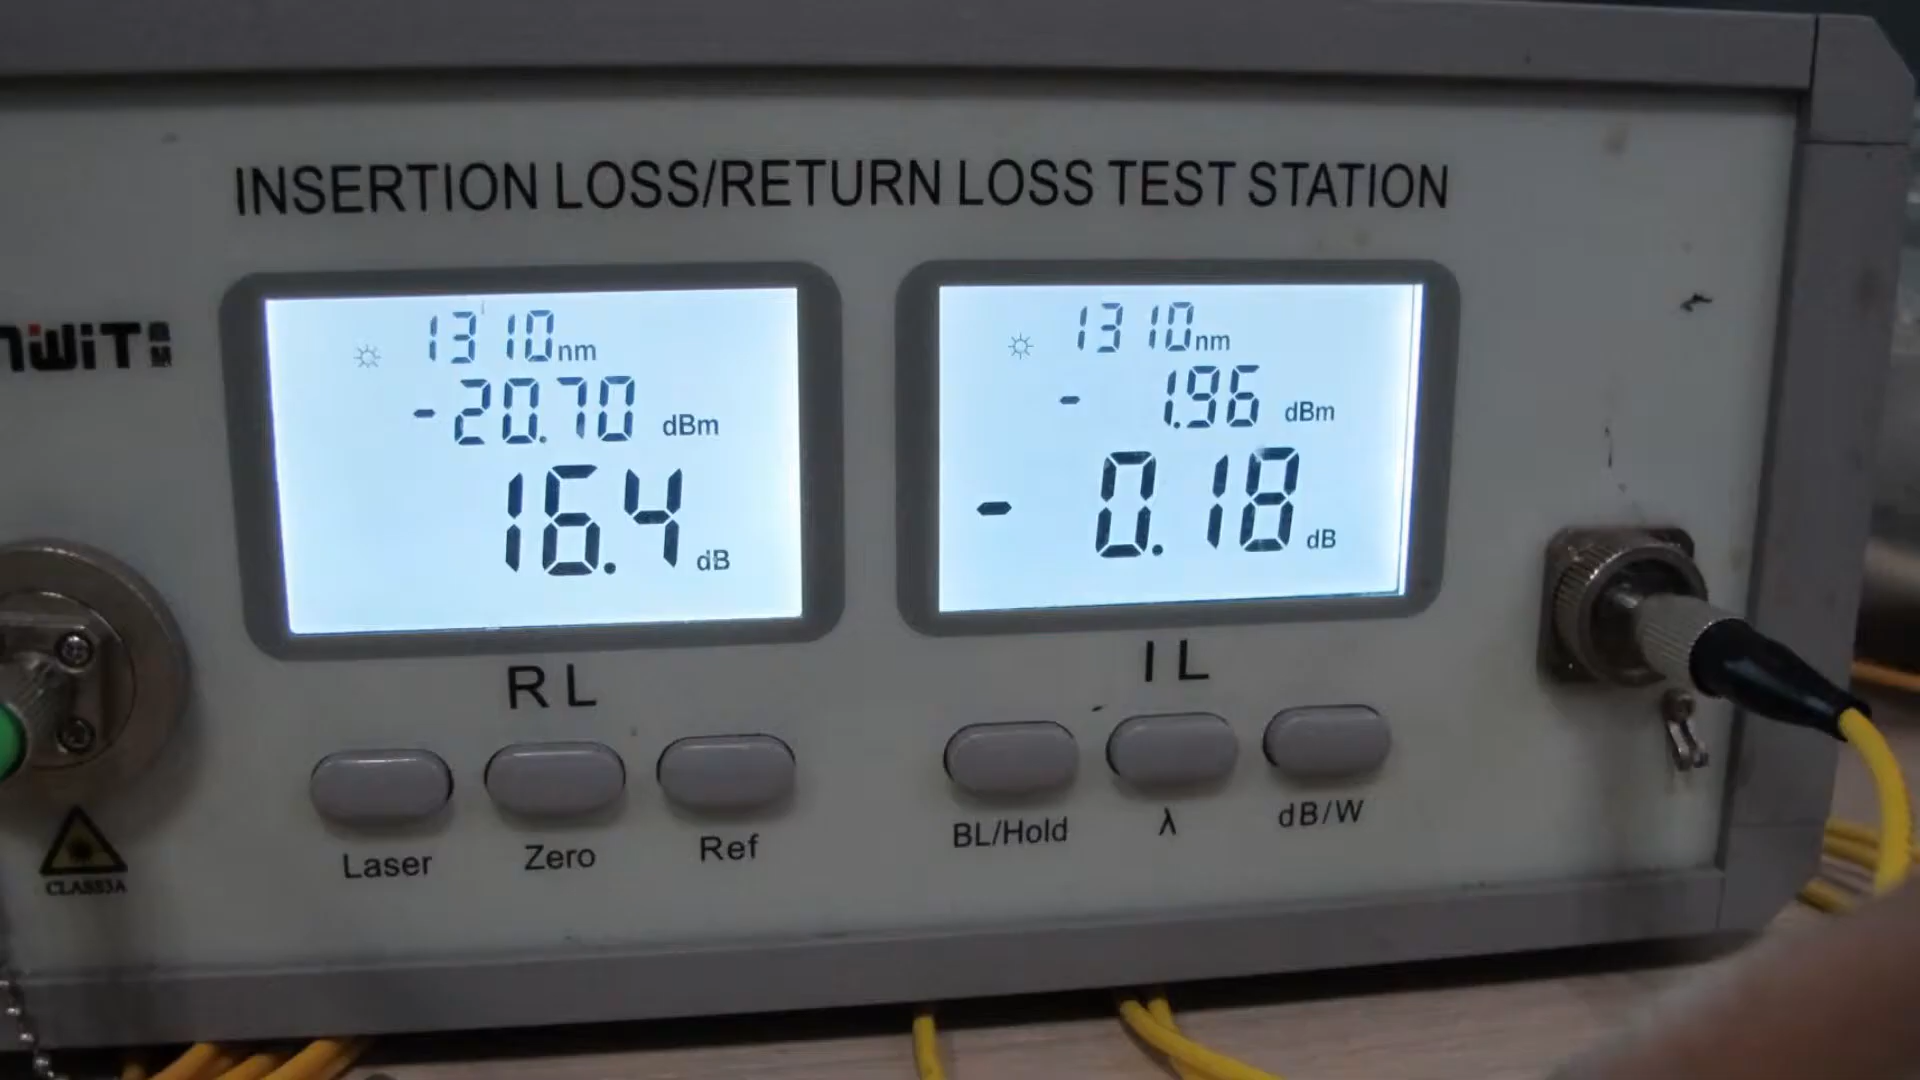 INSERTION LOSS/RETURN LOSS TEST STATION
1310nm
-20.70 dBm
16.4 dB
1310nm
- 1.96 dBm
- 0.18 dB
RL
IL
Laser
Zero
Ref
BL/Hold
λ
dB/W
CLASS3A